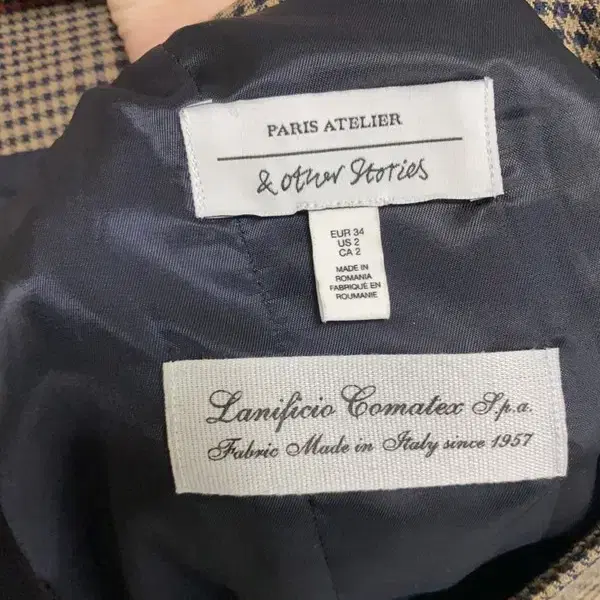 PARIS ATELIER
& other Stories
EUR 34
US 2
CA 2
MADE IN
ROMANIA
FABRIQUÉ EN
ROUMANIE
Lanificio Comatex S.p.a.
Fabric Made in Italy since 1957